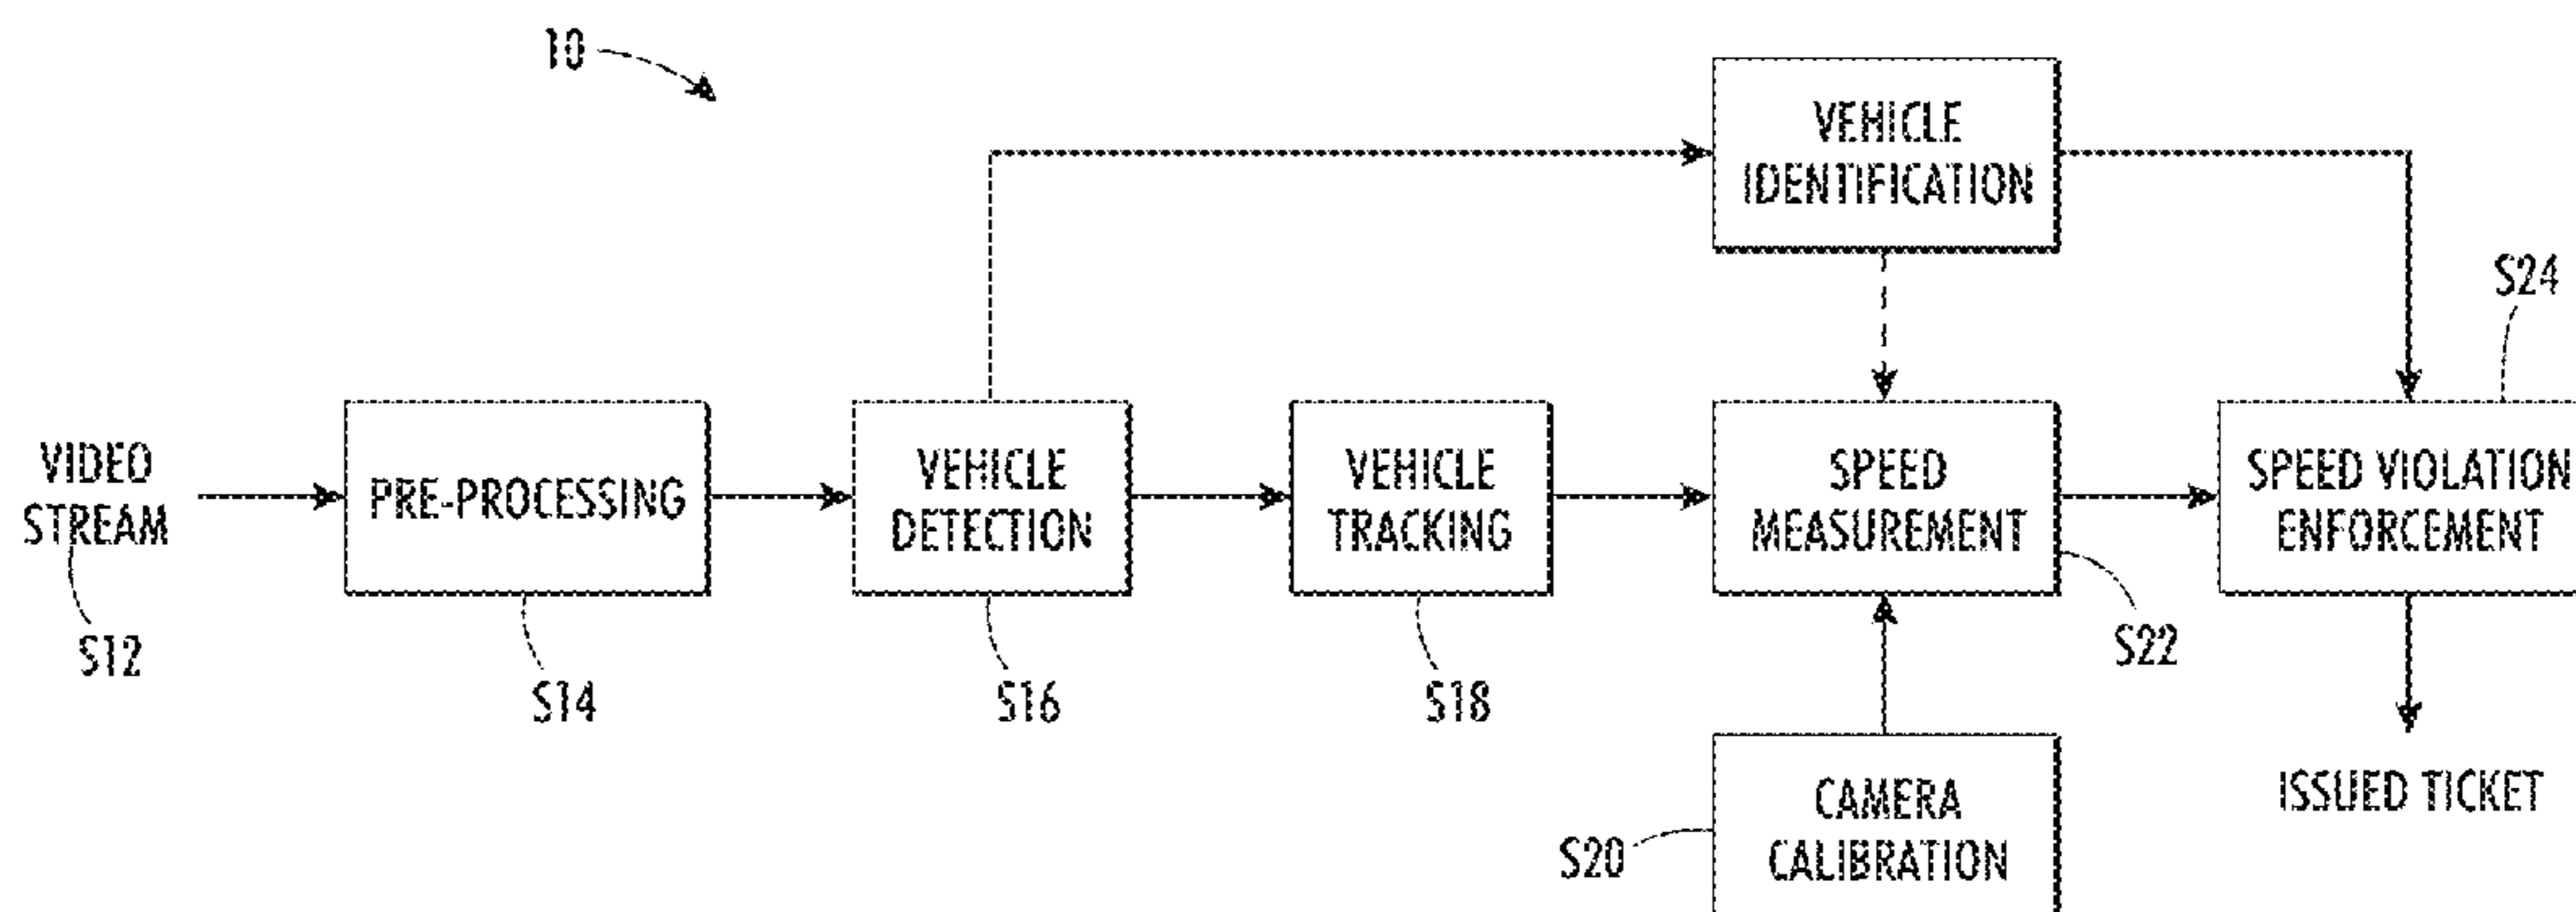 10
VEHICLE
IDENTIFICATION
S24
VIDEO
STREAM
S12
PRE-PROCESSING
S14
VEHICLE
DETECTION
S16
VEHICLE
TRACKING
S18
SPEED
MEASUREMENT
S22
SPEED VIOLATION
ENFORCEMENT
CAMERA
CALIBRATION
S20
ISSUED TICKET